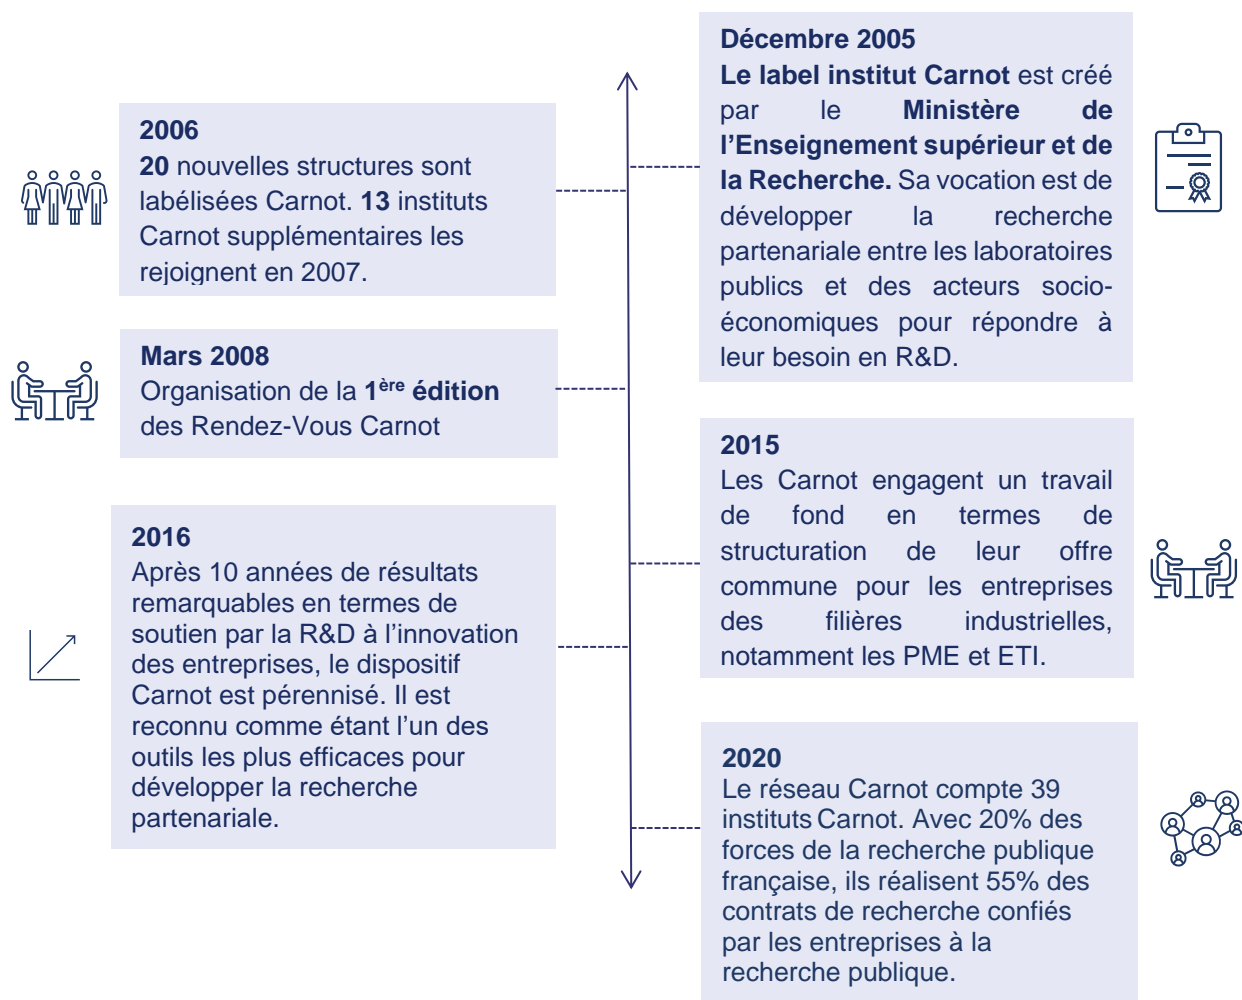 Décembre 2005
Le label institut Carnot est créé
par le Ministère de
l’Enseignement supérieur et de
la Recherche. Sa vocation est de
développer la recherche
partenariale entre les laboratoires
publics et des acteurs socio-
économiques pour répondre à
leur besoin en R&D.
2006
20 nouvelles structures sont
labélisées Carnot. 13 instituts
Carnot supplémentaires les
rejoignent en 2007.
Mars 2008
Organisation de la 1ère édition
des Rendez-Vous Carnot
2015
Les Carnot engagent un travail
de fond en termes de
structuration de leur offre
commune pour les entreprises
des filières industrielles,
notamment les PME et ETI.
2016
Après 10 années de résultats
remarquables en termes de
soutien par la R&D à l’innovation
des entreprises, le dispositif
Carnot est pérennisé. Il est
reconnu comme étant l’un des
outils les plus efficaces pour
développer la recherche
partenariale.
2020
Le réseau Carnot compte 39
instituts Carnot. Avec 20% des
forces de la recherche publique
française, ils réalisent 55% des
contrats de recherche confiés
par les entreprises à la
recherche publique.